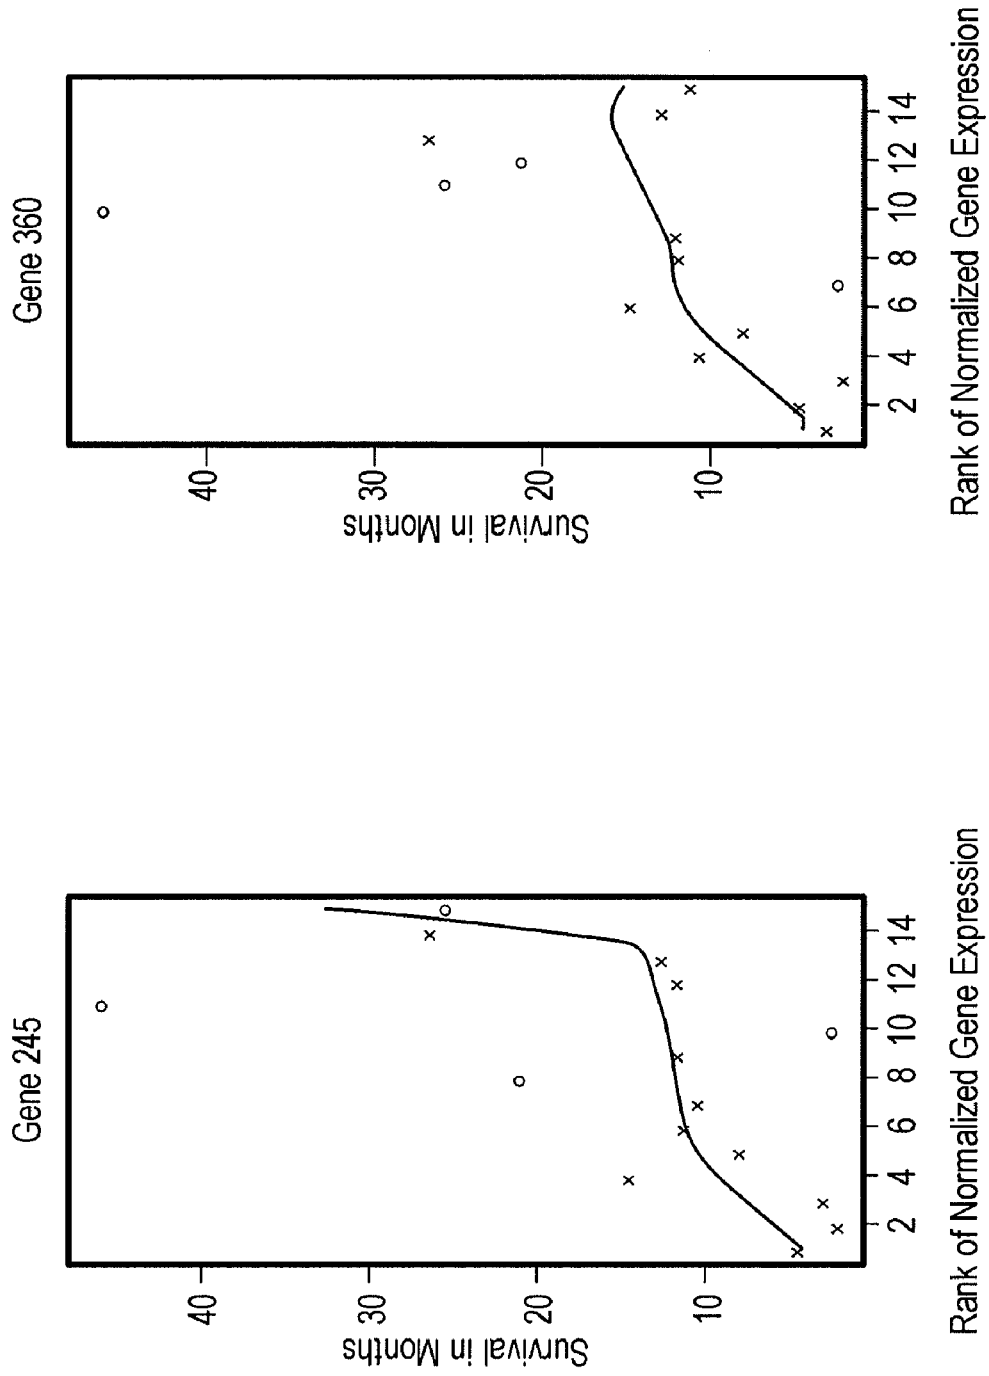 Gene 245
Survival in Months
40
30
20
10
2 4 6 8 10 12 14
Rank of Normalized Gene Expression
Gene 360
Survival in Months
40
30
20
10
2 4 6 8 10 12 14
Rank of Normalized Gene Expression